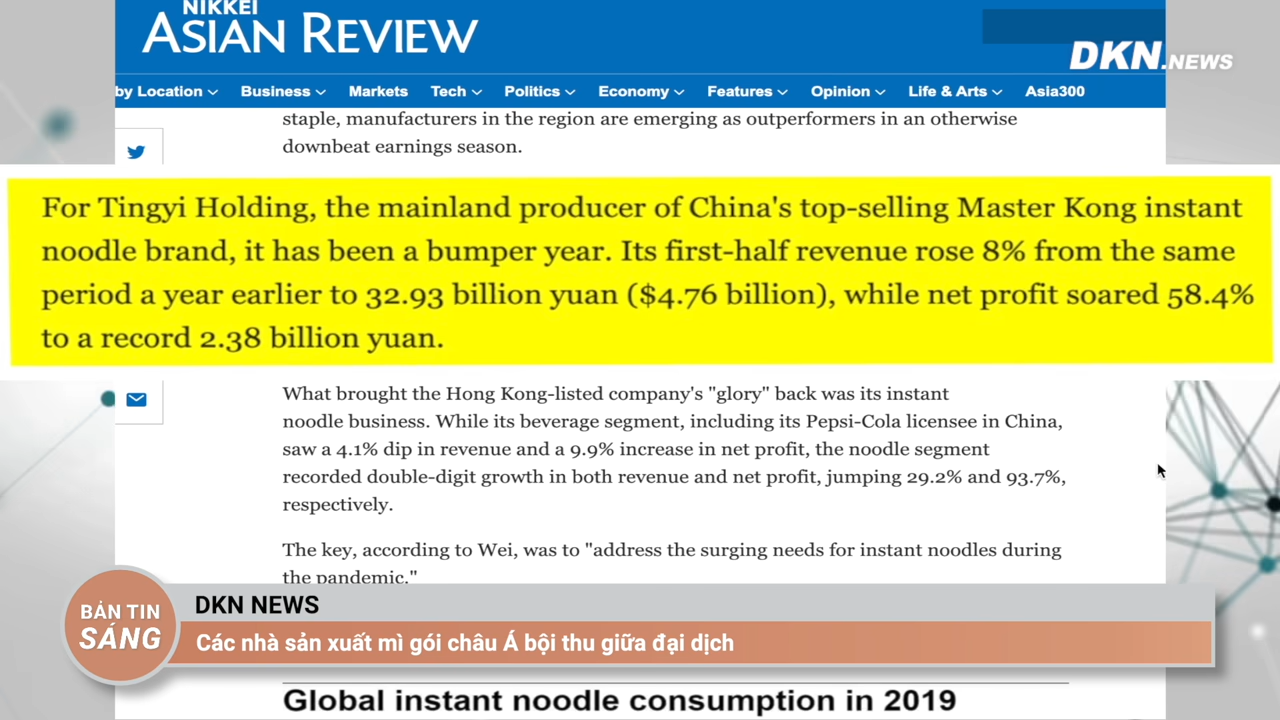 NIKKEI
ASIAN REVIEW
DKN.NEWS
by Location
Business
Markets
Tech
Politics
Economy
Features
Opinion
Life & Arts
Asia300
staple, manufacturers in the region are emerging as outperformers in an otherwise
downbeat earnings season.
For Tingyi Holding, the mainland producer of China's top-selling Master Kong instant
noodle brand, it has been a bumper year. Its first-half revenue rose 8% from the same
period a year earlier to 32.93 billion yuan ($4.76 billion), while net profit soared 58.4%
to a record 2.38 billion yuan.
What brought the Hong Kong-listed company's "glory" back was its instant
noodle business. While its beverage segment, including its Pepsi-Cola licensee in China,
saw a 4.1% dip in revenue and a 9.9% increase in net profit, the noodle segment
recorded double-digit growth in both revenue and net profit, jumping 29.2% and 93.7%,
respectively.
The key, according to Wei, was to "address the surging needs for instant noodles during
the pandemic."
BẢN TIN
SÁNG
DKN NEWS
Các nhà sản xuất mì gói châu Á bội thu giữa đại dịch
Global instant noodle consumption in 2019